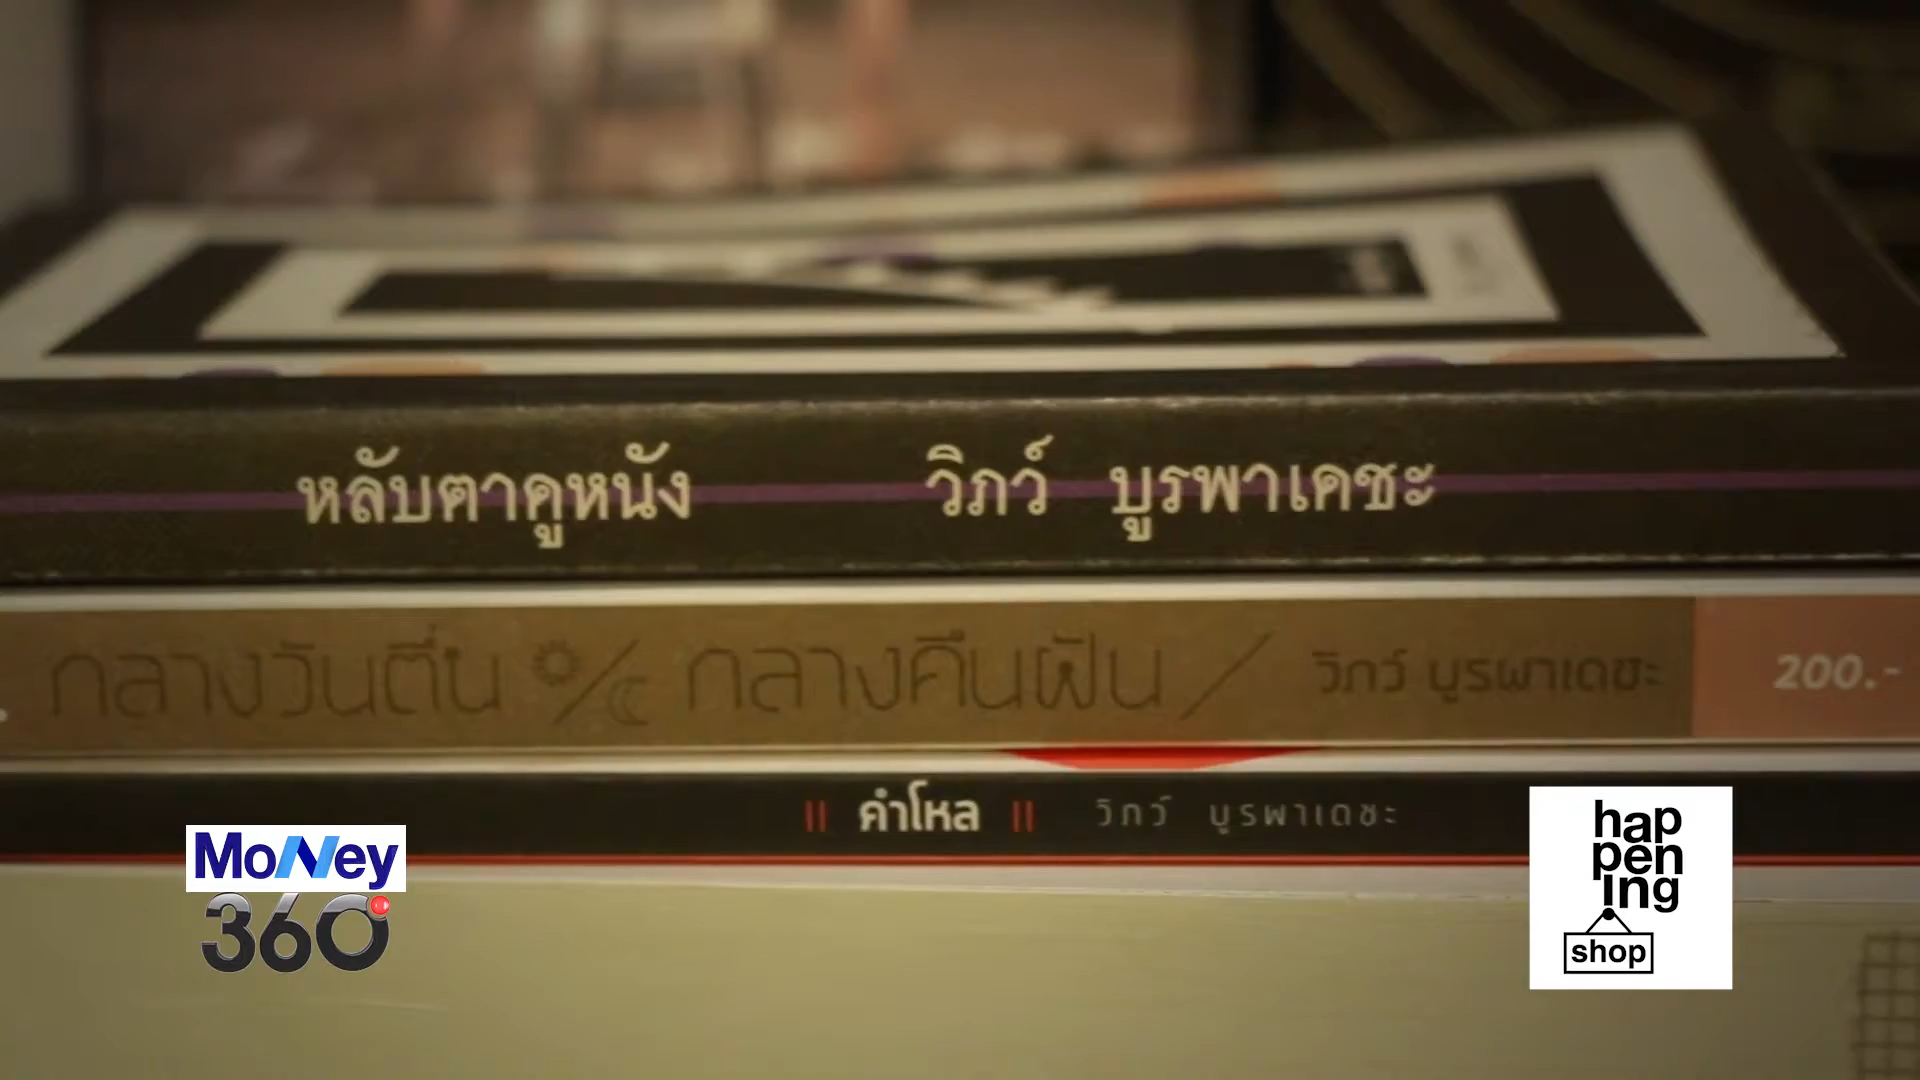 หลับตาดูหนัง วิภว์ บูรพาเดชะ
กลางวันตื่น กลางคืนฝัน / วิภว์ บูรพาเดชะ 200.-
คำโหล วิภว์ บูรพาเดชะ
Money
360°
hap
pen
ing
shop